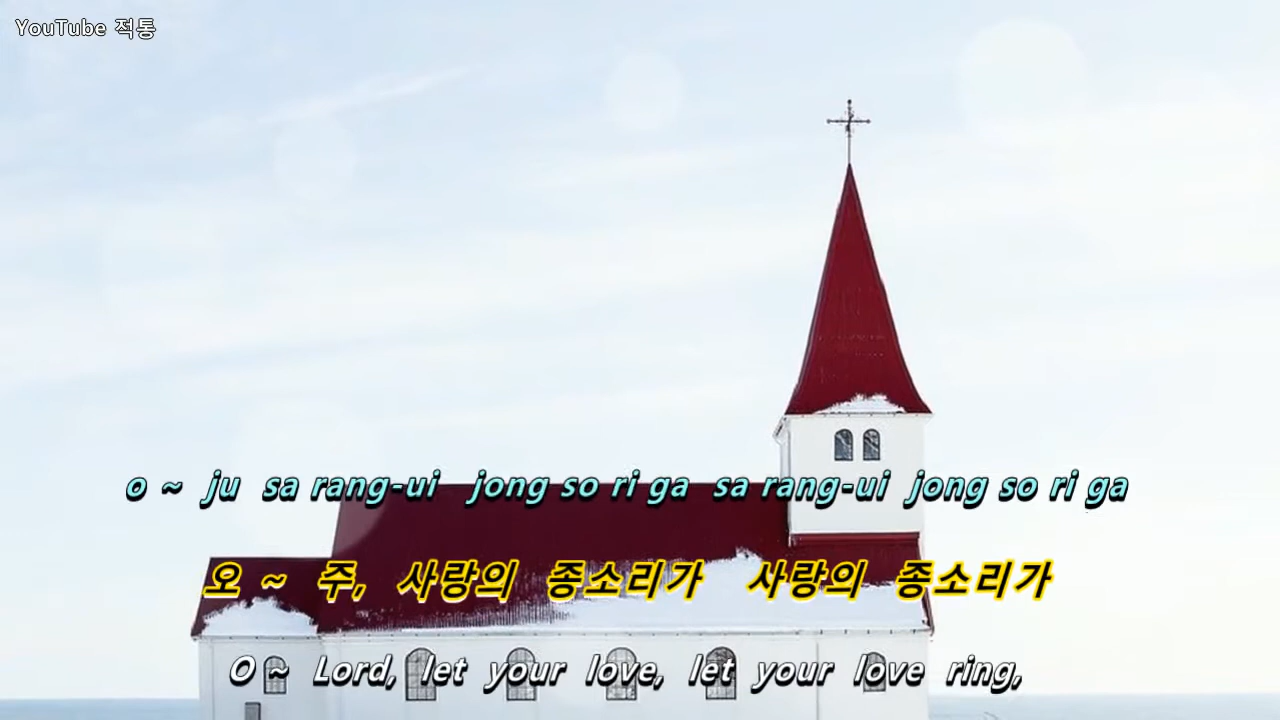 YouTube 적통
o ~ ju sa rang-ui jong so ri ga sa rang-ui jong so ri ga
오 ~ 주, 사랑의 종소리가 사랑의 종소리가
O ~ Lord, let your love, let your love ring,